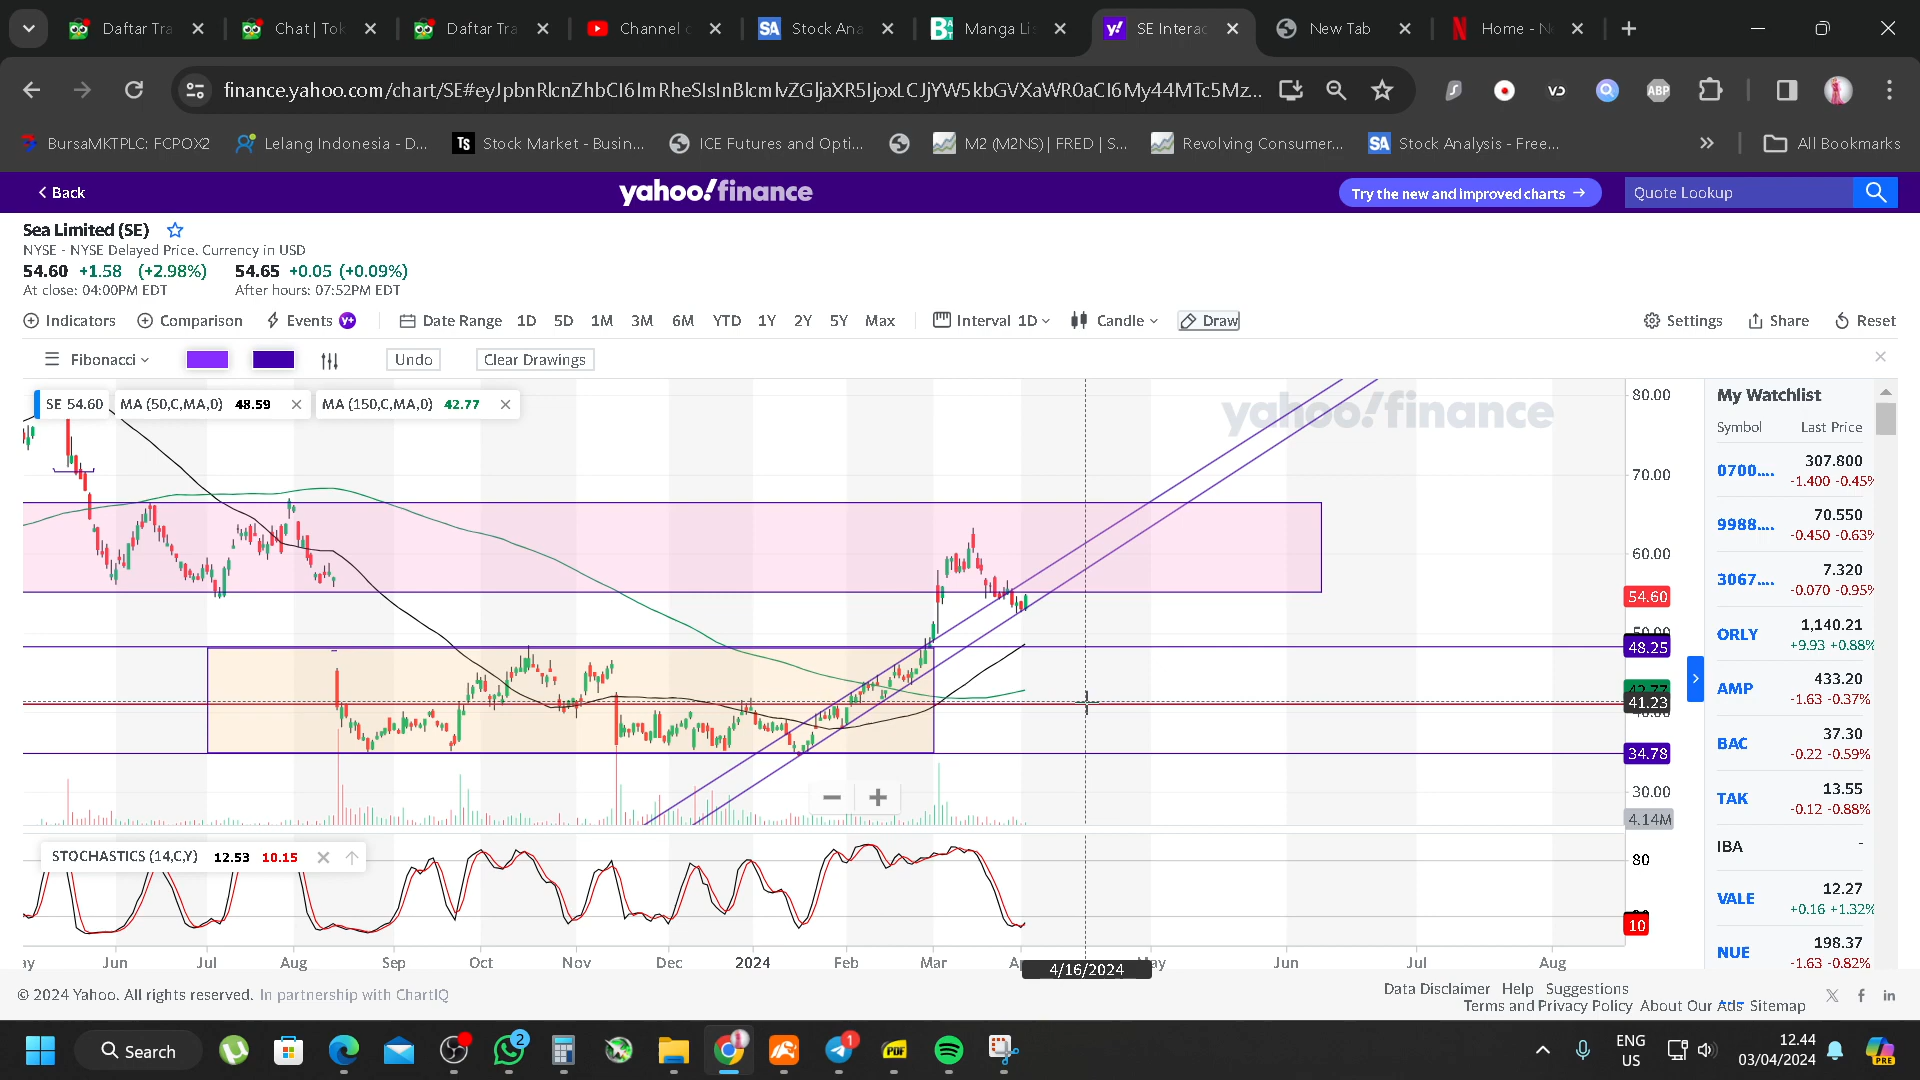 Daftar Tra
Chat | Tok
Daftar Tra
Channel c
Stock Ana
Manga Li
SE Interac
New Tab
Home - N
finance.yahoo.com/chart/SE#eyJpbnRlcnZhbCI6ImRheSIsInBlcmlvZGljaXR5IjoxLCJjYW5kbGVXaWR0aCI6My44MTc5Mz...
BursaMKTPLC: FCPOX2
Lelang Indonesia - D...
Stock Market - Busin...
ICE Futures and Opti...
M2 (M2NS) | FRED | S...
Revolving Consumer...
Stock Analysis - Free...
All Bookmarks
Back
yahoo!finance
Try the new and improved charts →
Quote Lookup
Sea Limited (SE)
NYSE - NYSE Delayed Price. Currency in USD
54.60 +1.58 (+2.98%) 54.65 +0.05 (+0.09%)
At close: 04:00PM EDT After hours: 07:52PM EDT
Indicators Comparison Events Y+ Date Range 1D 5D 1M 3M 6M YTD 1Y 2Y 5Y Max Interval 1D Candle Draw Settings Share Reset
Fibonacci Undo Clear Drawings
SE 54.60 MA (50,C,MA,0) 48.59 MA (150,C,MA,0) 42.77
yahoo!finance
80.00
70.00
60.00
54.60
48.25
41.23
34.78
30.00
4.14M
STOCHASTICS (14,C,Y) 12.53 10.15
80
10
Jun Jul Aug Sep Oct Nov Dec 2024 Feb Mar 4/16/2024 Jun Jul Aug
My Watchlist
Symbol Last Price
0700.... 307.800
-1.400 -0.45%
9988.... 70.550
-0.450 -0.63%
3067.... 7.320
-0.070 -0.95%
ORLY 1,140.21
+9.93 +0.88%
AMP 433.20
-1.63 -0.37%
BAC 37.30
-0.22 -0.59%
TAK 13.55
-0.12 -0.88%
IBA -
VALE 12.27
+0.16 +1.32%
NUE 198.37
-1.63 -0.82%
© 2024 Yahoo. All rights reserved. In partnership with ChartIQ
Data Disclaimer Help Suggestions
Terms and Privacy Policy About Our Ads Sitemap
Search
2
1
ENG
US
12.44
03/04/2024